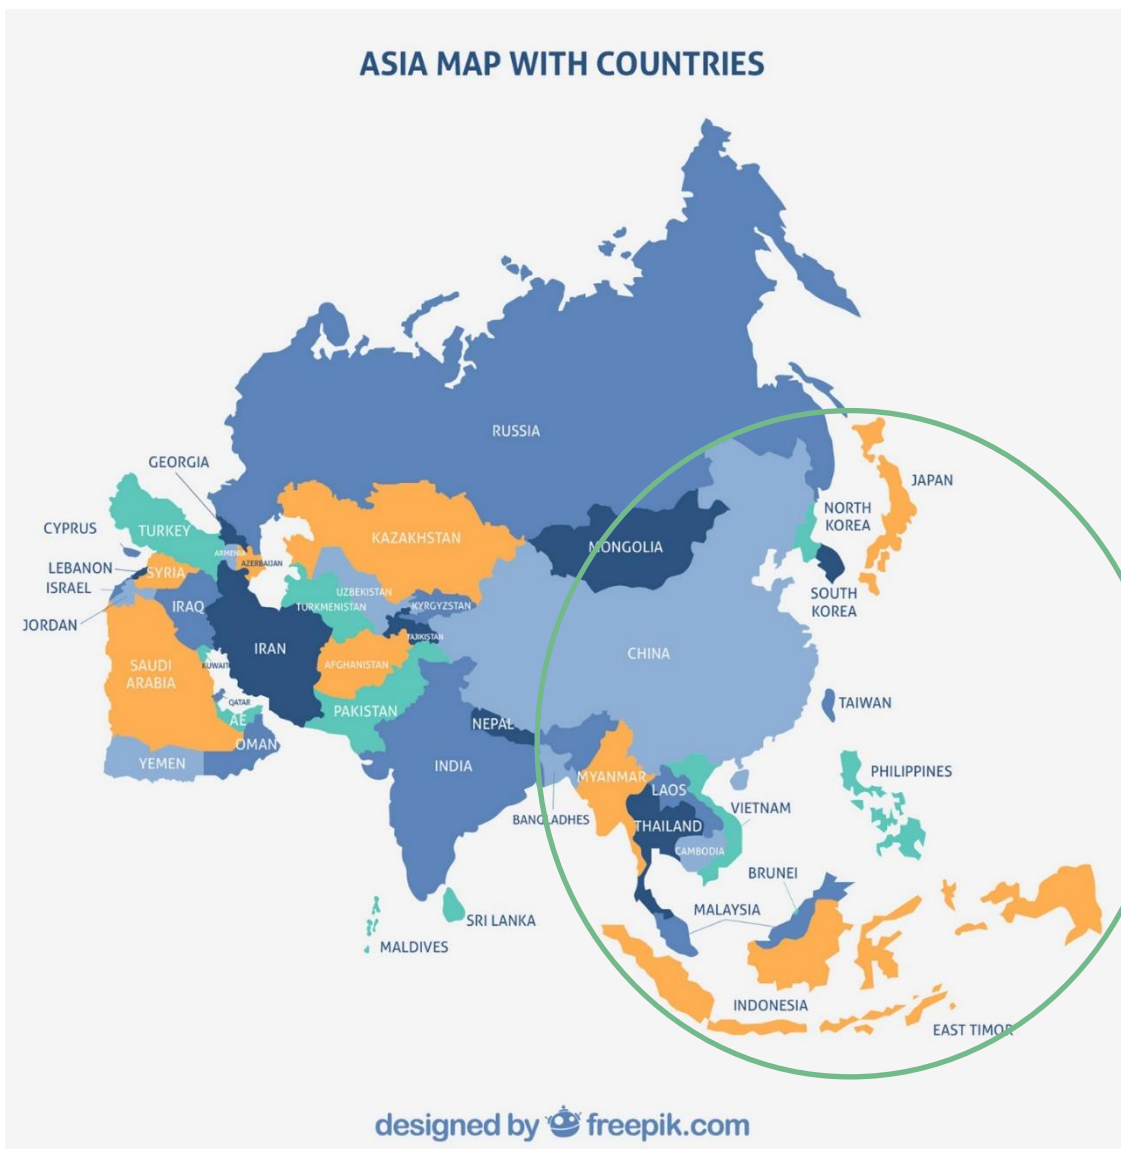 ASIA MAP WITH COUNTRIES
RUSSIA
GEORGIA
JAPAN
NORTH
KOREA
CYPRUS
TURKEY
KAZAKHSTAN
MONGOLIA
ARMENIA
AZERBAIJAN
LEBANON
SYRIA
ISRAEL
UZBEKISTAN
SOUTH
KOREA
IRAQ
TURKMENISTAN
KYRGYZSTAN
JORDAN
TAJIKISTAN
IRAN
CHINA
SAUDI
ARABIA
KUWAIT
AFGHANISTAN
QATAR
TAIWAN
AE
PAKISTAN
NEPAL
OMAN
YEMEN
INDIA
MYANMAR
PHILIPPINES
LAOS
VIETNAM
BANGLADHES
THAILAND
CAMBODIA
BRUNEI
MALAYSIA
SRI LANKA
MALDIVES
INDONESIA
EAST TIMOR
designed by freepik.com